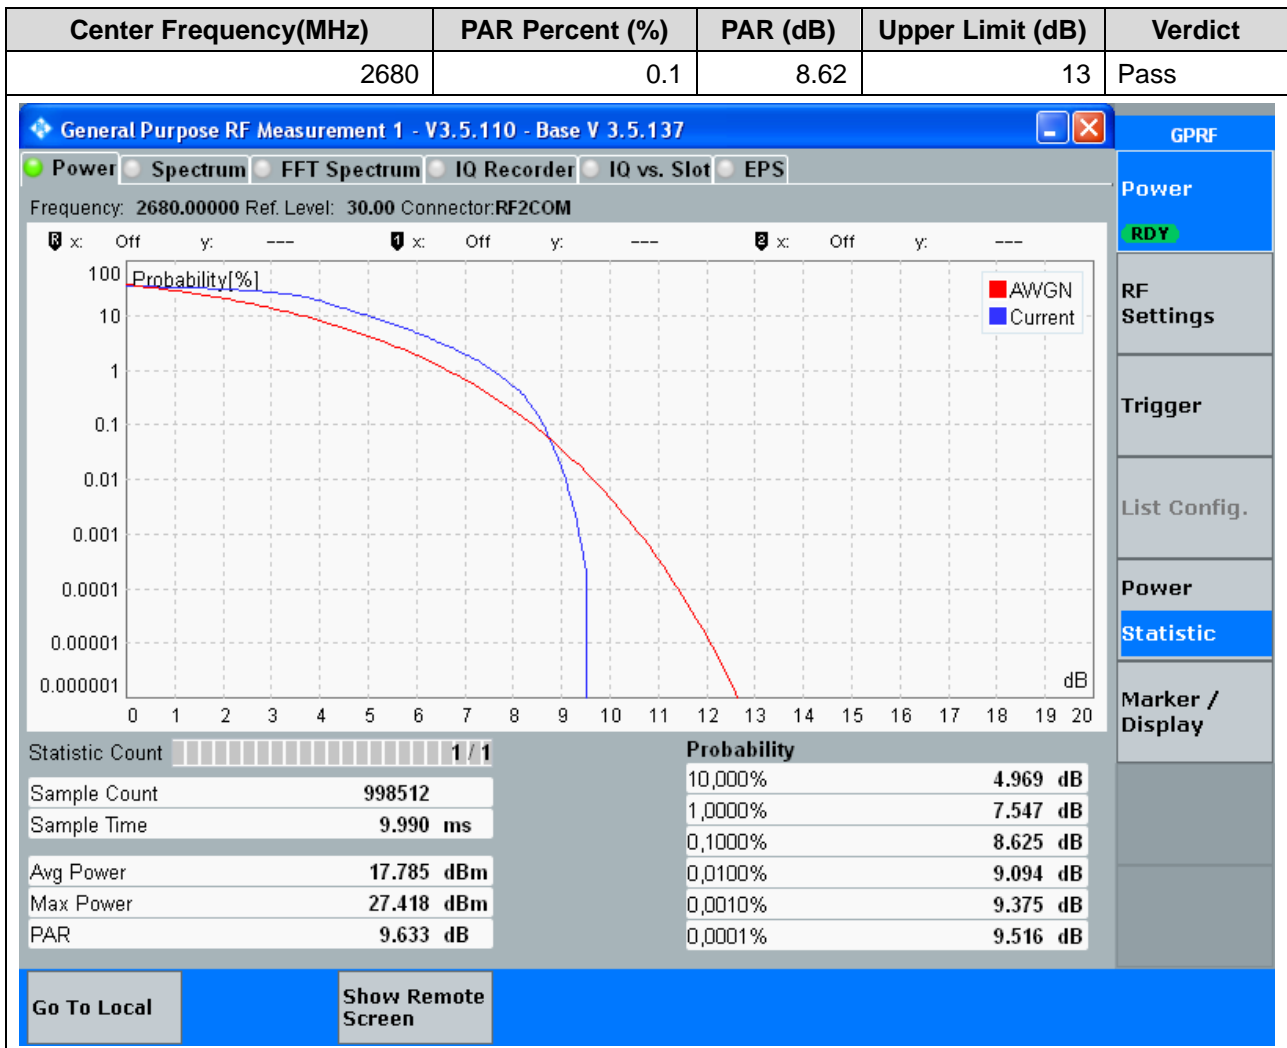 Center Frequency(MHz) PAR Percent (%) PAR (dB) Upper Limit (dB) Verdict
2680 0.1 8.62 13 Pass
General Purpose RF Measurement 1 - V3.5.110 - Base V 3.5.137
GPRF
Power Spectrum FFT Spectrum IQ Recorder IQ vs. Slot EPS
Frequency: 2680.00000 Ref. Level: 30.00 Connector:RF2COM
R x: Off y: --- 1 x: Off y: --- 2 x: Off y: ---
Power
RDY
RF
Settings
Trigger
List Config.
Power
Statistic
Marker /
Display
Probability[%]
AWGN
Current
100
10
1
0.1
0.01
0.001
0.0001
0.00001
0.000001
dB
0 1 2 3 4 5 6 7 8 9 10 11 12 13 14 15 16 17 18 19 20
Statistic Count 1 / 1
Sample Count 998512
Sample Time 9.990 ms
Avg Power 17.785 dBm
Max Power 27.418 dBm
PAR 9.633 dB
Probability
10,000% 4.969 dB
1,0000% 7.547 dB
0,1000% 8.625 dB
0,0100% 9.094 dB
0,0010% 9.375 dB
0,0001% 9.516 dB
Go To Local
Show Remote
Screen